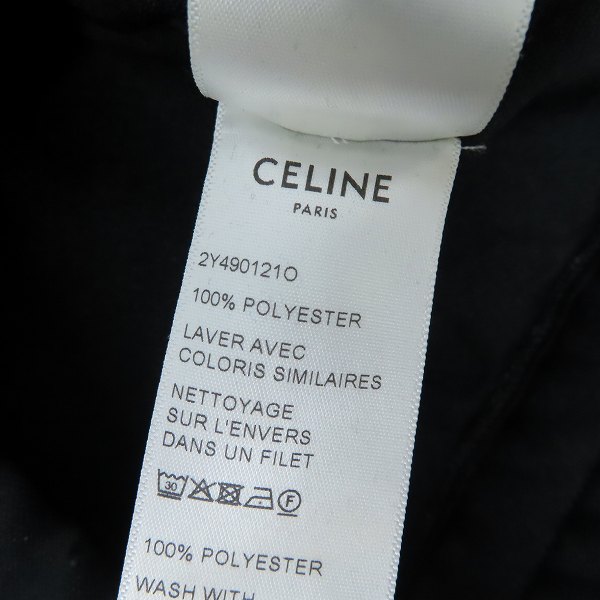 CELINE
PARIS
2Y490121O
100% POLYESTER
LAVER AVEC
COLORIS SIMILAIRES
NETTOYAGE
SUR L'ENVERS
DANS UN FILET
30 F
100% POLYESTER
WASH WITH